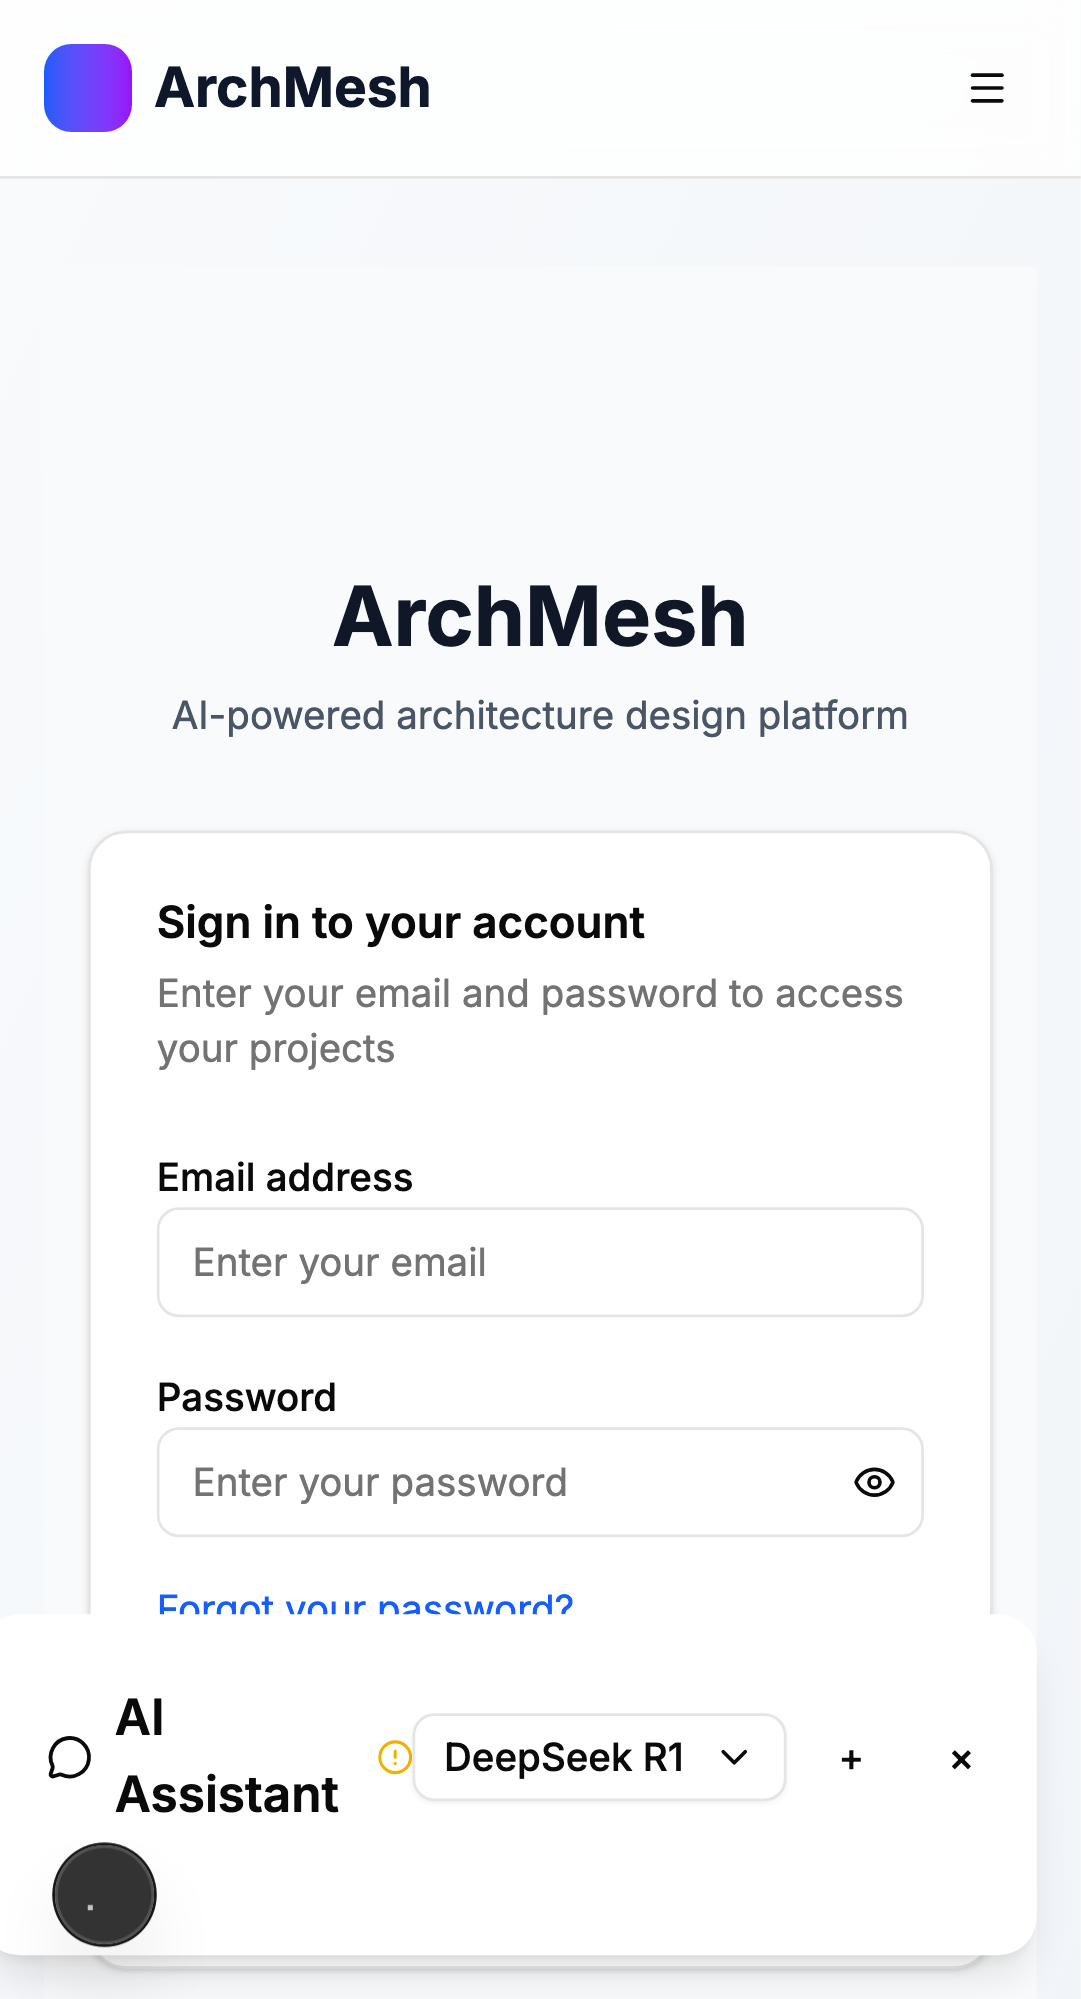 ArchMesh
ArchMesh
AI-powered architecture design platform
Sign in to your account
Enter your email and password to access
your projects
Email address
Enter your email
Password
Enter your password
Forgot your password?
AI
Assistant
DeepSeek R1
+
×
.